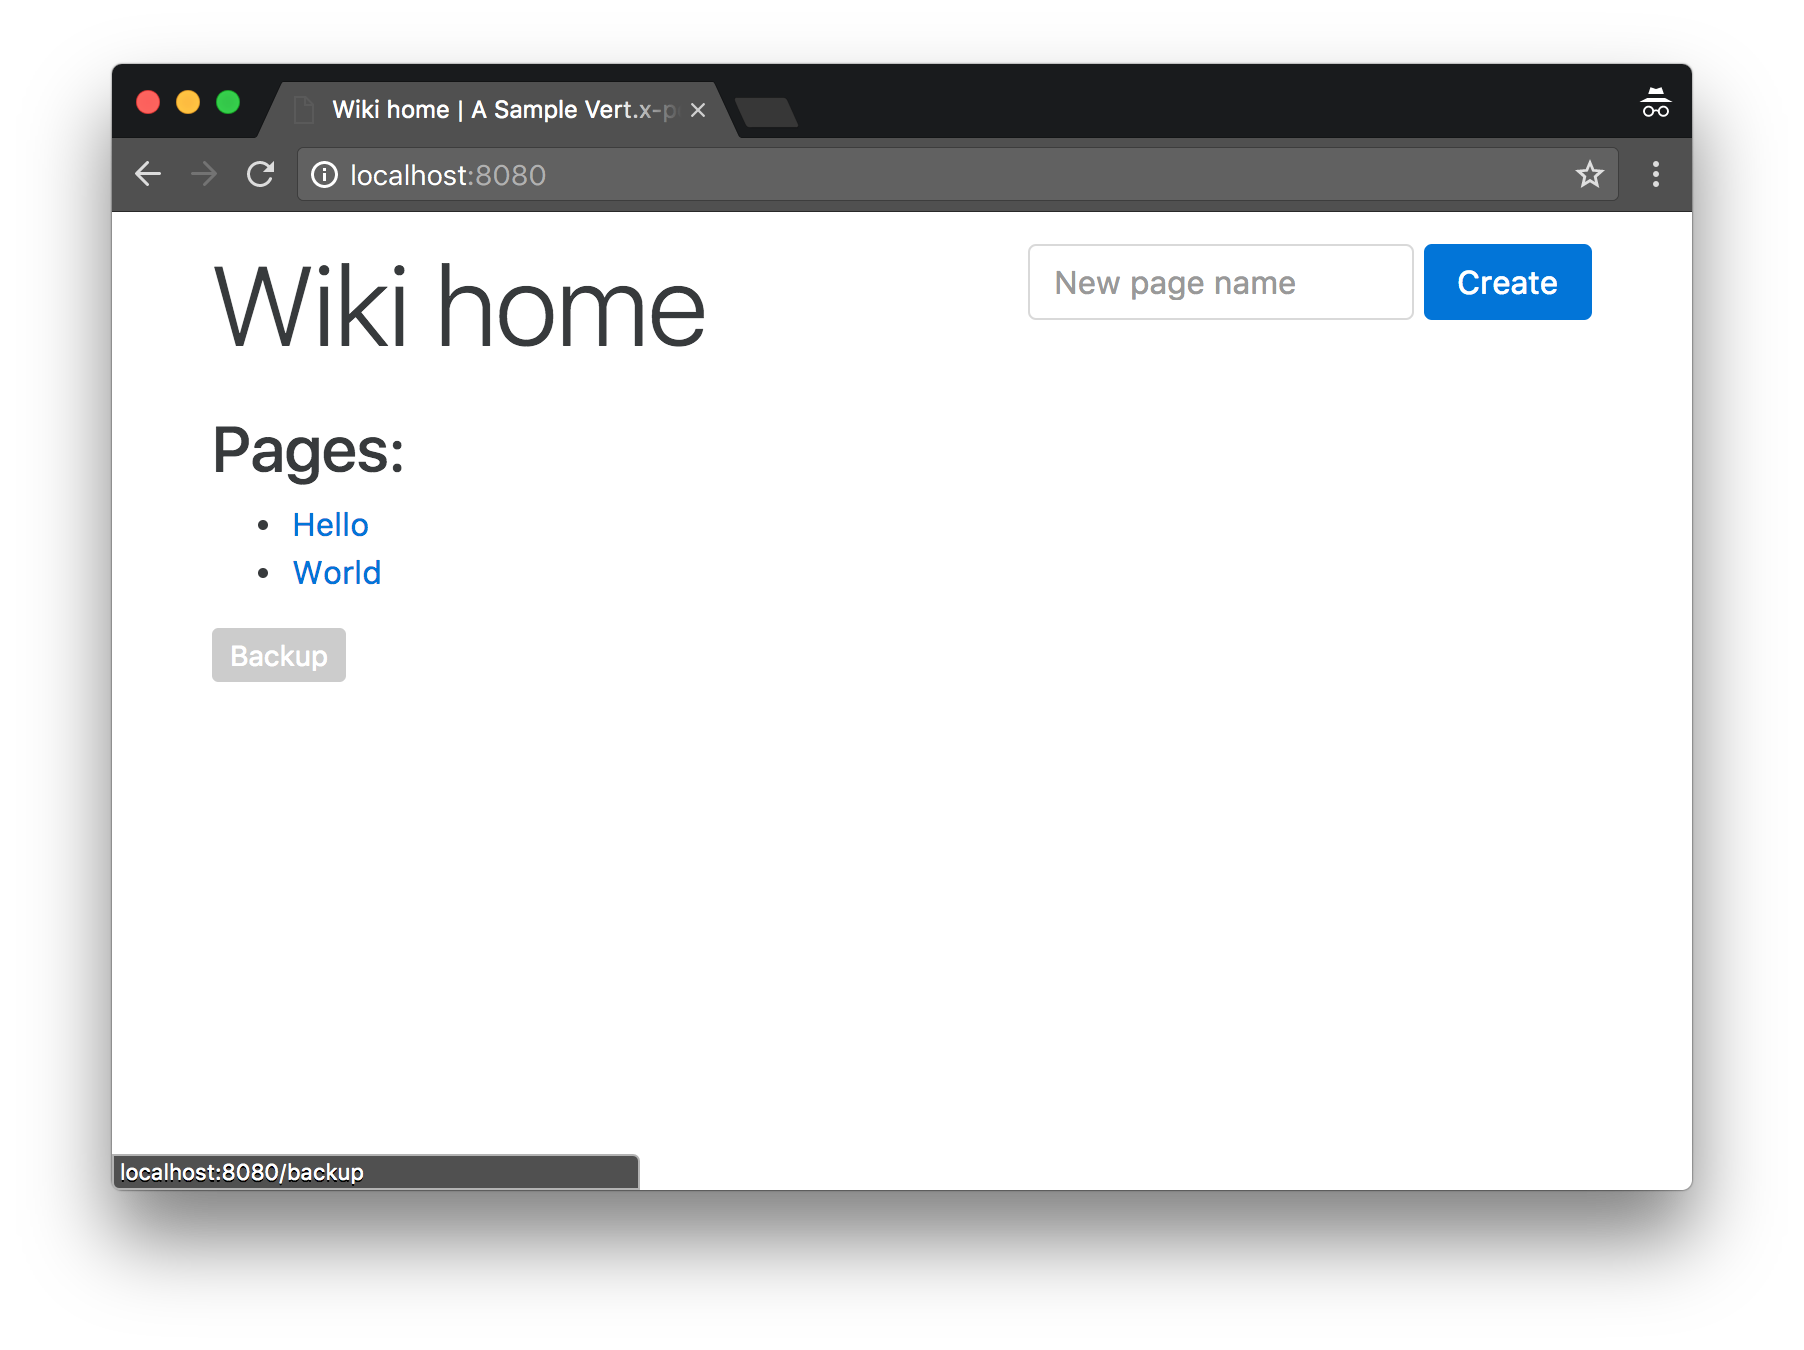 Wiki home | A Sample Vert.x-p
localhost:8080
Wiki home
New page name
Create
Pages:
Hello
World
Backup
localhost:8080/backup